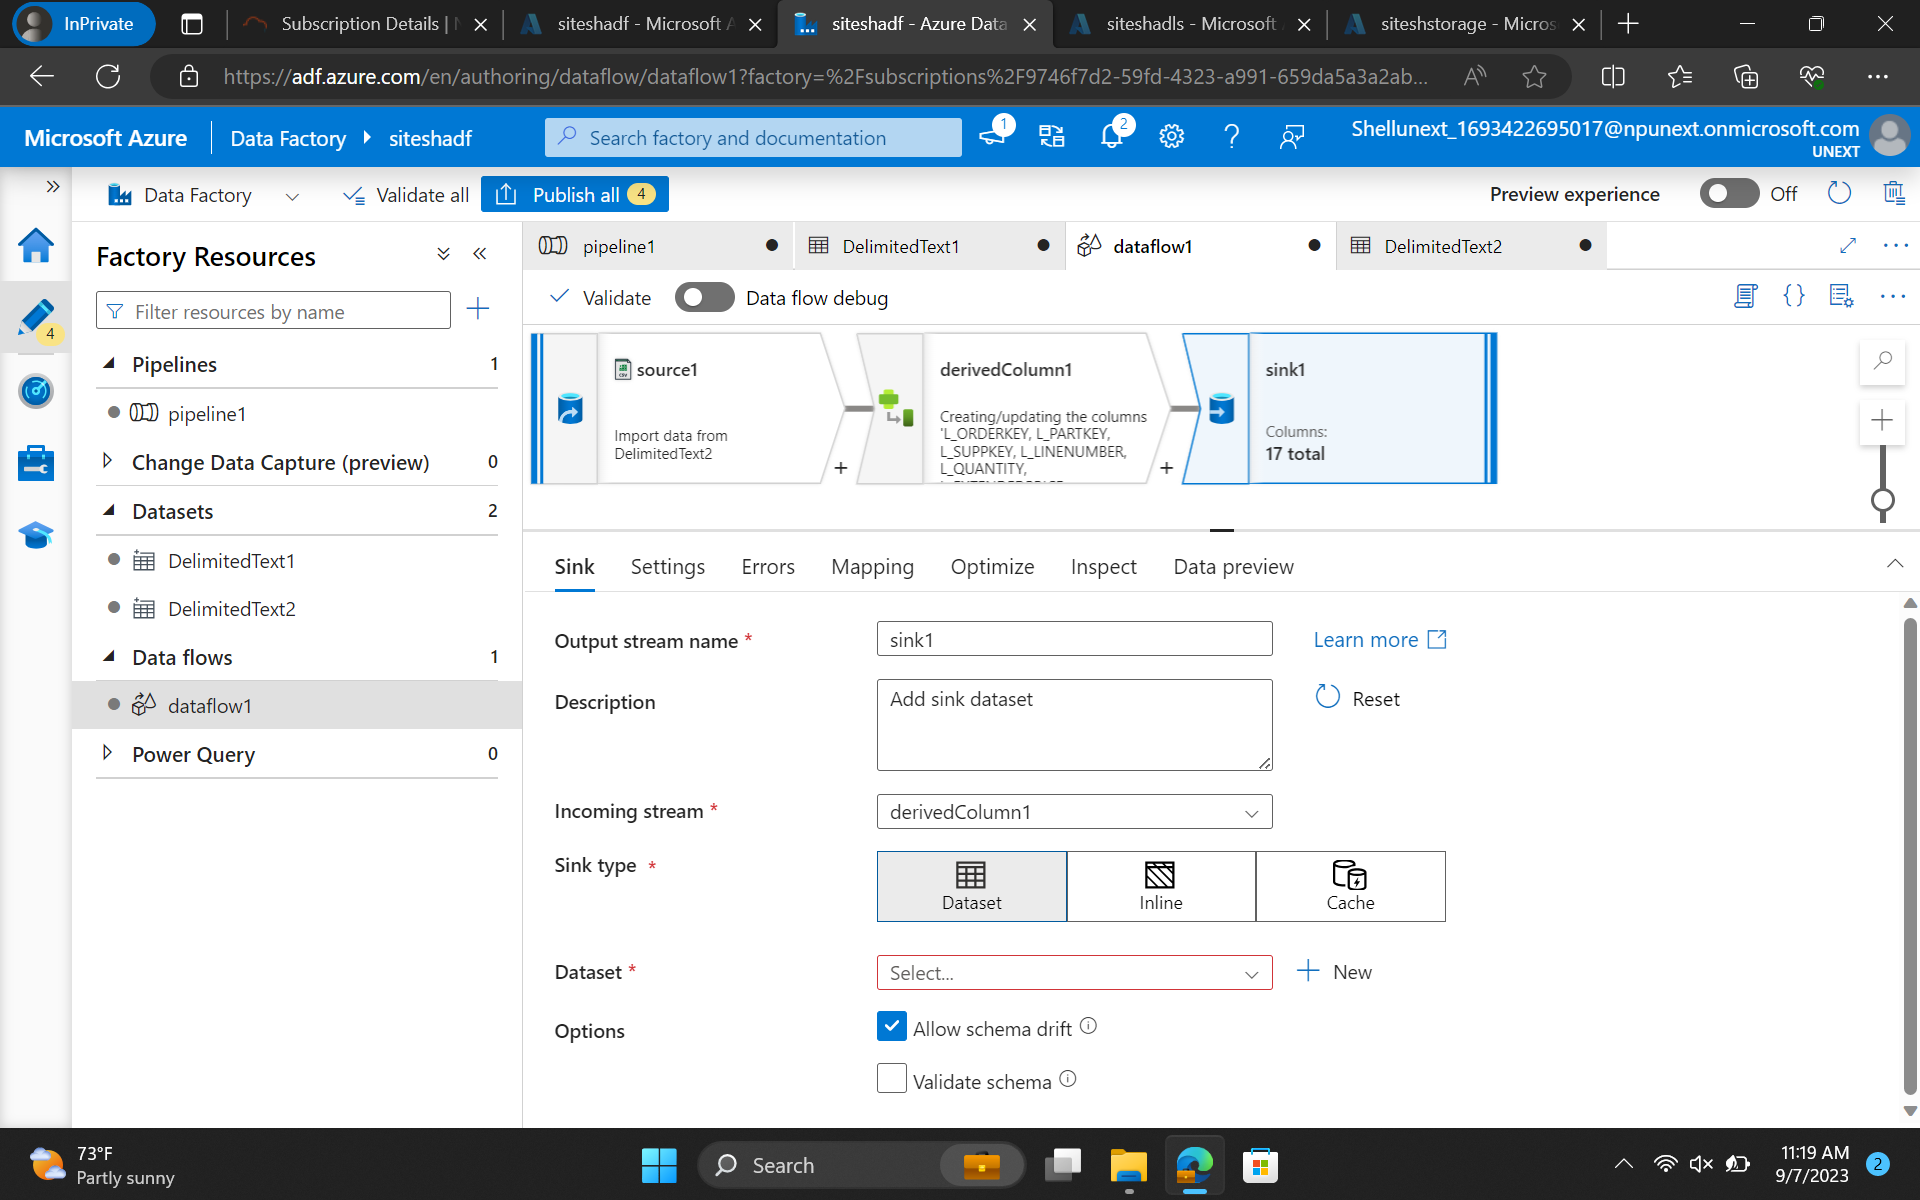 InPrivate
Subscription Details |
siteshadf - Microsoft A
siteshadf - Azure Data
siteshadls - Microsoft
siteshstorage - Micros
https://adf.azure.com/en/authoring/dataflow/dataflow1?factory=%2Fsubscriptions%2F9746f7d2-59fd-4323-a991-659da5a3a2ab...
Microsoft Azure
Data Factory
siteshadf
Search factory and documentation
1
2
Shellunext_1693422695017@npunext.onmicrosoft.com
UNEXT
Data Factory
Validate all
Publish all 4
Preview experience
Off
4
Factory Resources
Filter resources by name
Pipelines 1
pipeline1
Change Data Capture (preview) 0
Datasets 2
DelimitedText1
DelimitedText2
Data flows 1
dataflow1
Power Query 0
pipeline1
DelimitedText1
dataflow1
DelimitedText2
Validate
Data flow debug
source1
Import data from
DelimitedText2
+
derivedColumn1
Creating/updating the columns
'L_ORDERKEY, L_PARTKEY,
L_SUPPKEY, L_LINENUMBER,
L_QUANTITY,
+
sink1
Columns:
17 total
Sink
Settings
Errors
Mapping
Optimize
Inspect
Data preview
Output stream name *
sink1
Learn more
Description
Add sink dataset
Reset
Incoming stream *
derivedColumn1
Sink type *
Dataset
Inline
Cache
Dataset *
Select...
New
Options
Allow schema drift
Validate schema
73°F
Partly sunny
Search
11:19 AM
9/7/2023
2